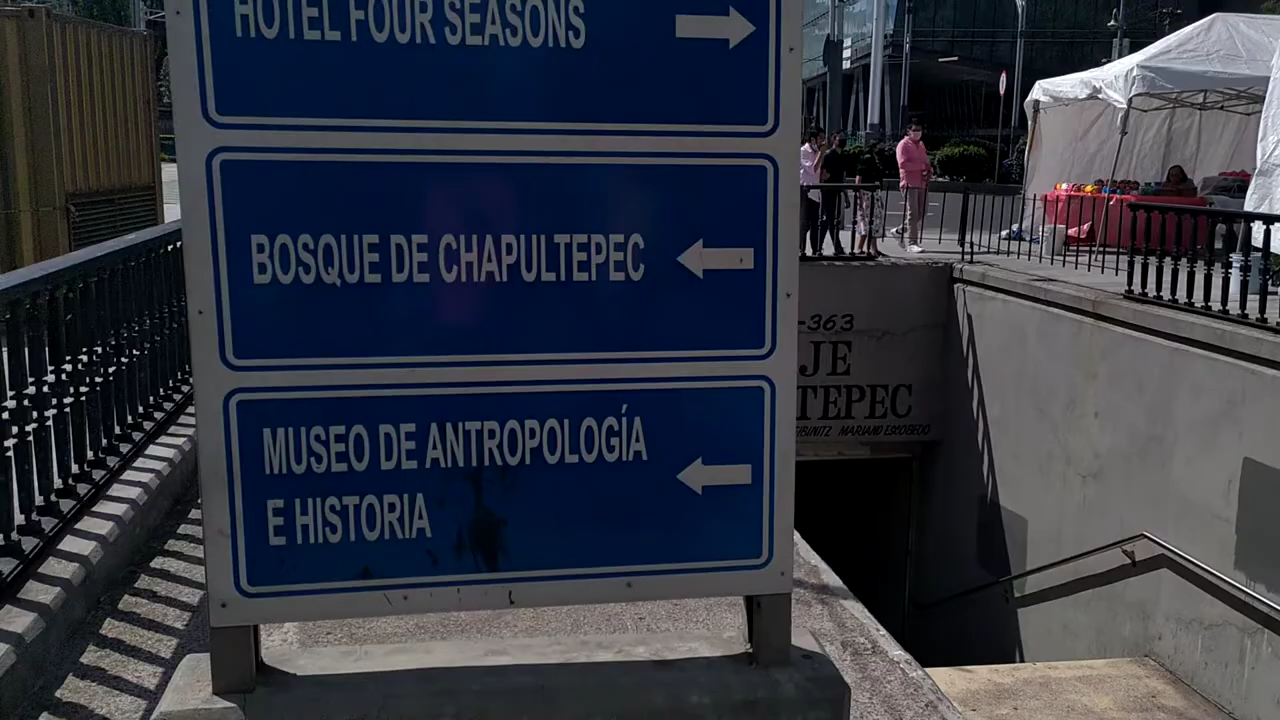 HOTEL FOUR SEASONS
BOSQUE DE CHAPULTEPEC
MUSEO DE ANTROPOLOGÍA
E HISTORIA
-363
JE
TEPEC
MARIANO ESCOBEDO